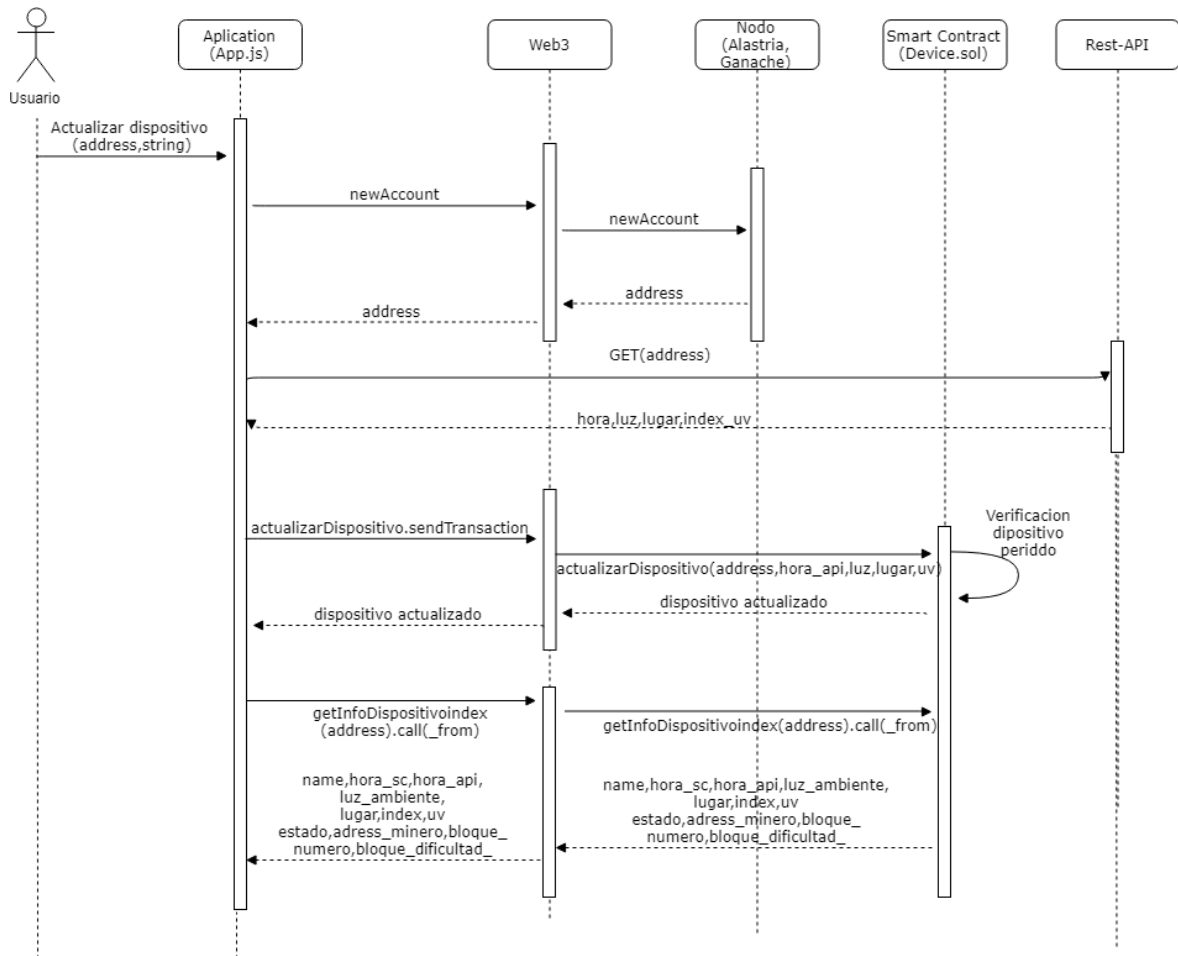 Usuario
Aplication
(App.js)
Web3
Nodo
(Alastria,
Ganache)
Smart Contract
(Device.sol)
Rest-API
Actualizar dispositivo
(address,string)
newAccount
newAccount
address
address
GET(address)
hora,luz,lugar,index_uv
actualizarDispositivo.sendTransaction
Verificacion
dipositivo
periddo
actualizarDispositivo(address,hora_api,luz,lugar,uv)
dispositivo actualizado
dispositivo actualizado
getInfoDispositivoindex
(address).call(_from)
getInfoDispositivoindex(address).call(_from)
name,hora_sc,hora_api,
luz_ambiente,
lugar,index,uv
estado,adress_minero,bloque_
numero,bloque_dificultad_
name,hora_sc,hora_api,luz_ambiente,
lugar,index,uv
estado,adress_minero,bloque_
numero,bloque_dificultad_